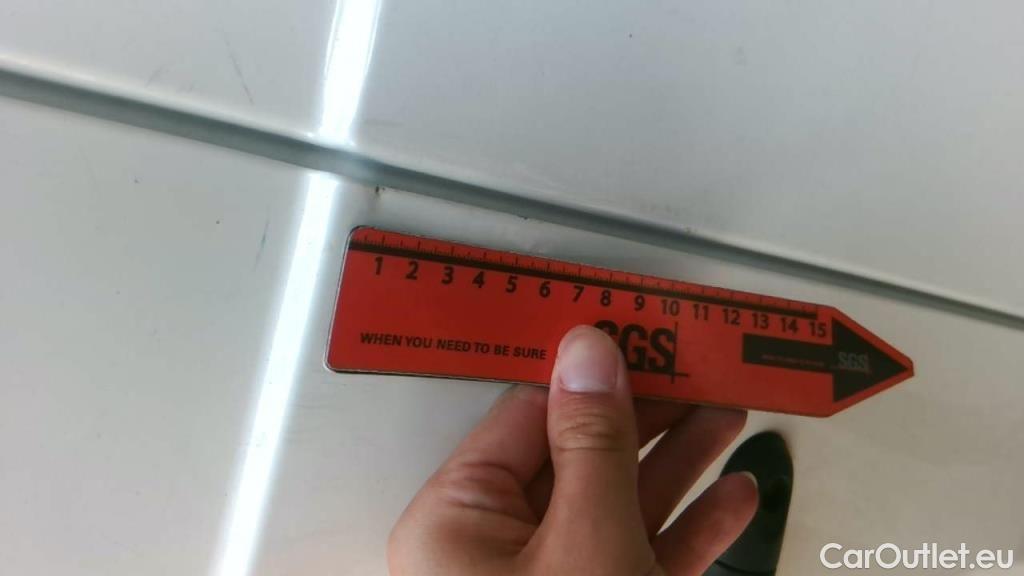 1 2 3 4 5 6 7 8 9 10 11 12 13 14 15
WHEN YOU NEED TO BE SURE SGS
SGS
CarOutlet.eu